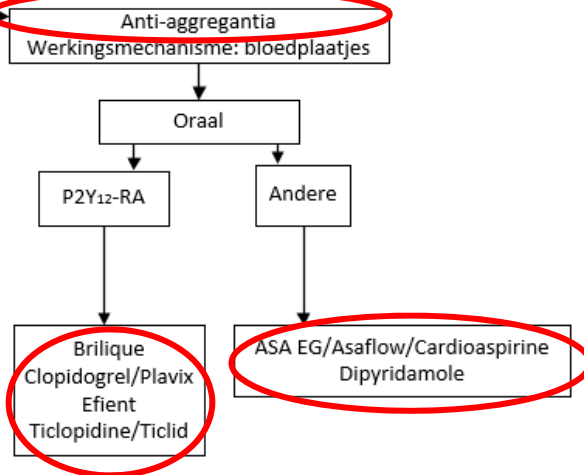 Anti-aggregantia
Werkingsmechanisme: bloedplaatjes
Oraal
P2Y₁₂-RA
Andere
Brilique
Clopidogrel/Plavix
Efient
Ticlopidine/Ticlid
ASA EG/Asaflow/Cardioaspirine
Dipyridamole